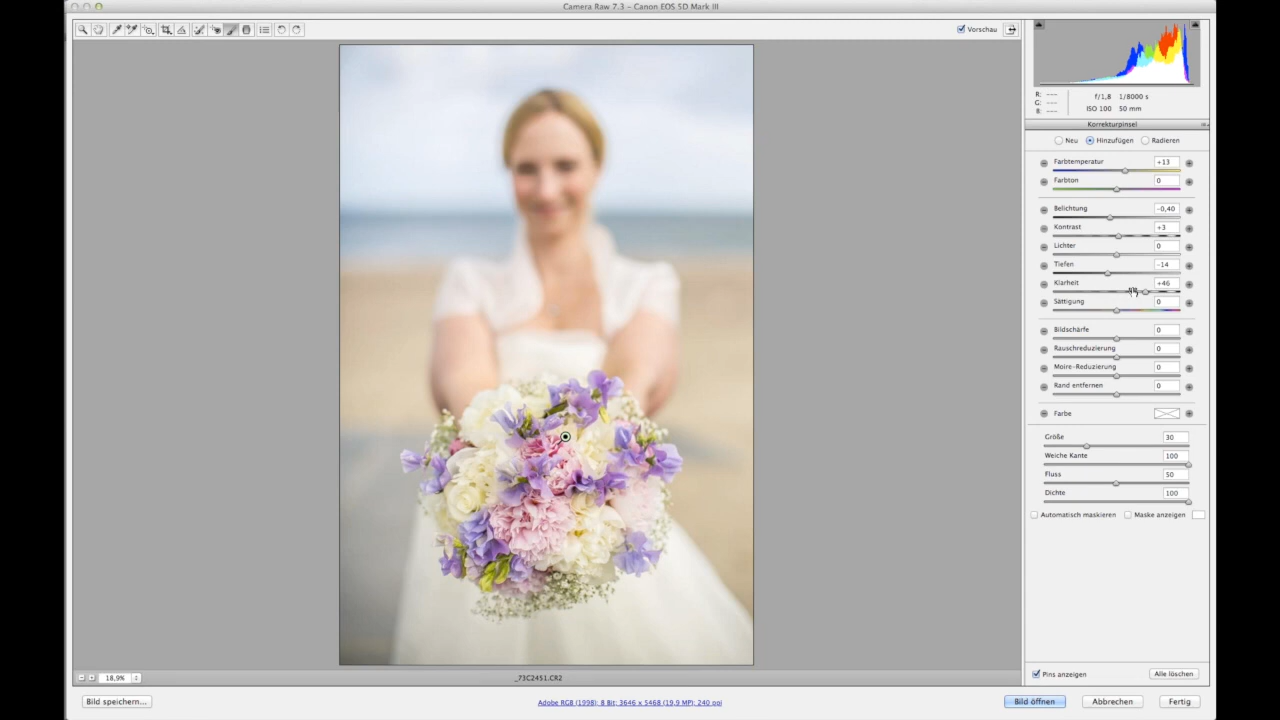 Camera Raw 7.3 – Canon EOS 5D Mark III
Vorschau
R: ---
G: ---
B: ---
f/1,8 1/8000 s
ISO 100 50 mm
Korrekturpinsel
Neu Hinzufügen Radieren
Farbtemperatur +13
Farbton 0
Belichtung -0,40
Kontrast +3
Lichter 0
Tiefen -14
Klarheit +46
Sättigung 0
Bildschärfe 0
Rauschreduzierung 0
Moire-Reduzierung 0
Rand entfernen 0
Farbe
Größe 30
Weiche Kante 100
Fluss 50
Dichte 100
Automatisch maskieren Maske anzeigen
Pins anzeigen Alle löschen
18,9% _73C2451.CR2
Bild speichern... Adobe RGB (1998); 8 Bit; 3646 x 5468 (19,9 MP); 240 ppi Bild öffnen Abbrechen Fertig